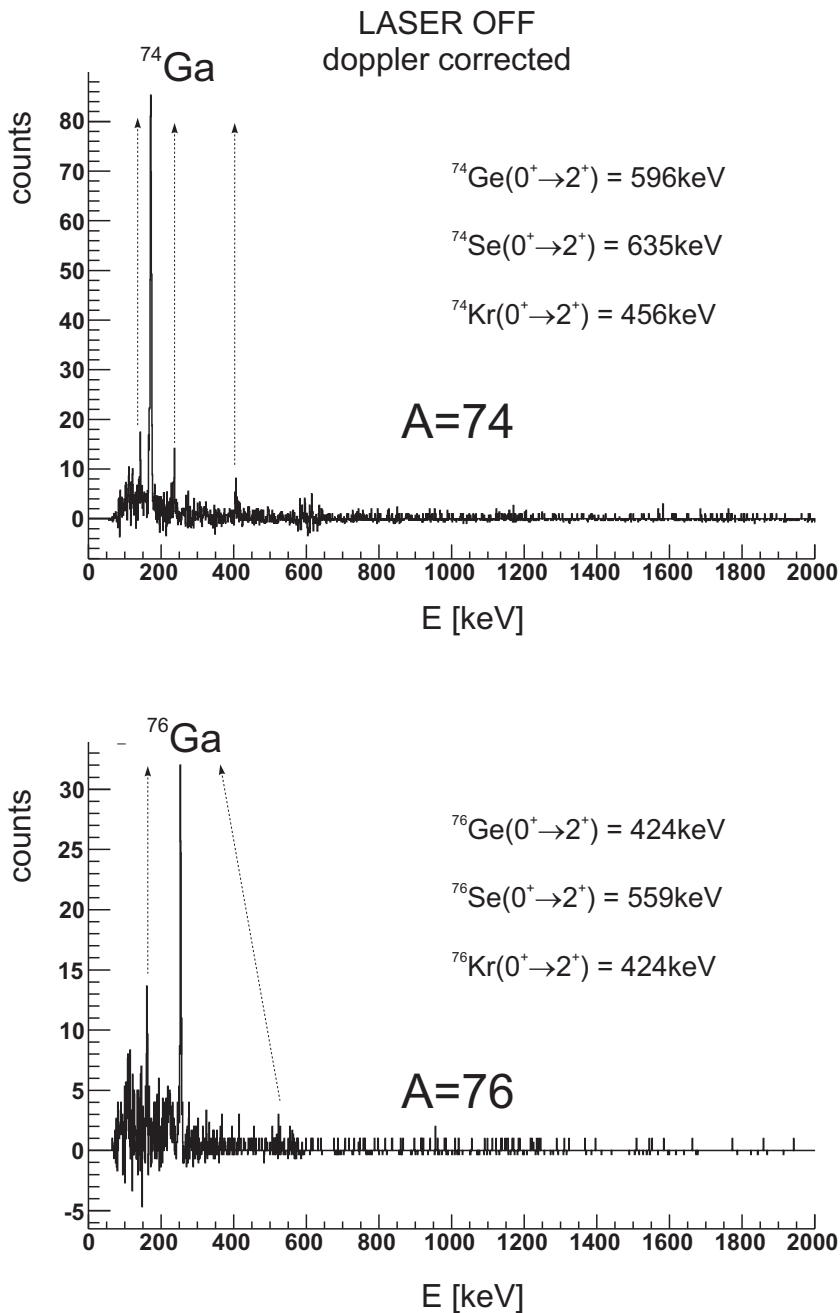 LASER OFF
doppler corrected
⁷⁴Ga
counts
80
70
60
50
40
30
20
10
0
⁷⁴Ge(0⁺→2⁺) = 596keV
⁷⁴Se(0⁺→2⁺) = 635keV
⁷⁴Kr(0⁺→2⁺) = 456keV
A=74
0 200 400 600 800 1000 1200 1400 1600 1800 2000
E [keV]
⁷⁶Ga
counts
30
25
20
15
10
5
0
-5
⁷⁶Ge(0⁺→2⁺) = 424keV
⁷⁶Se(0⁺→2⁺) = 559keV
⁷⁶Kr(0⁺→2⁺) = 424keV
A=76
0 200 400 600 800 1000 1200 1400 1600 1800 2000
E [keV]